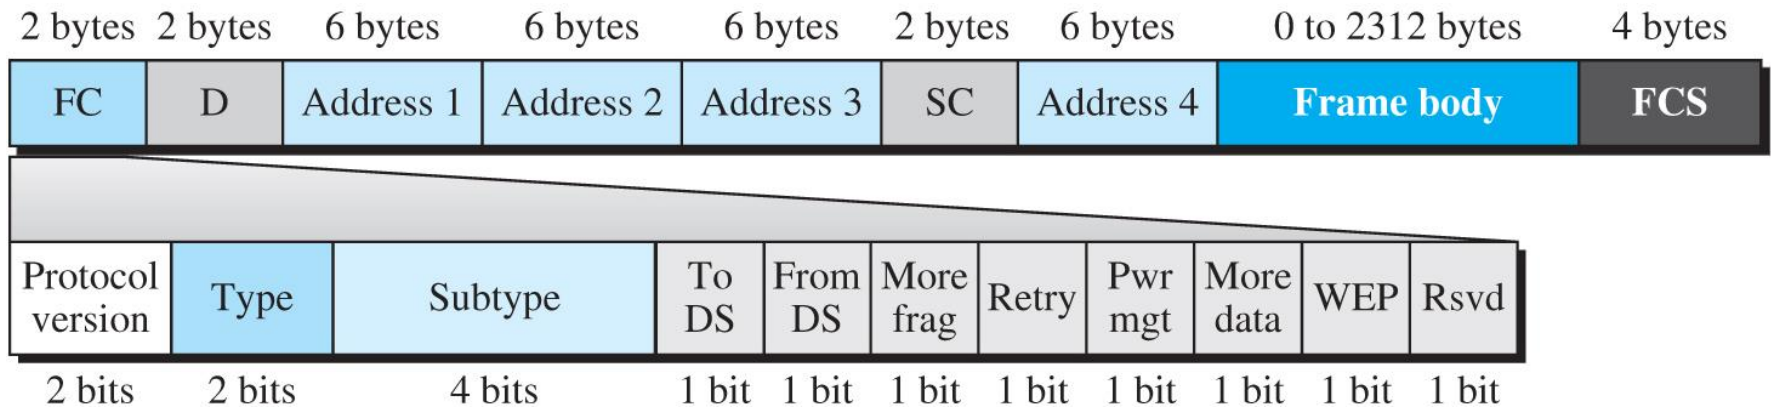 2 bytes 2 bytes 6 bytes 6 bytes 6 bytes 2 bytes 6 bytes 0 to 2312 bytes 4 bytes
FC D Address 1 Address 2 Address 3 SC Address 4 Frame body FCS
Protocol version Type Subtype To DS From DS More frag Retry Pwr mgt More data WEP Rsvd
2 bits 2 bits 4 bits 1 bit 1 bit 1 bit 1 bit 1 bit 1 bit 1 bit 1 bit